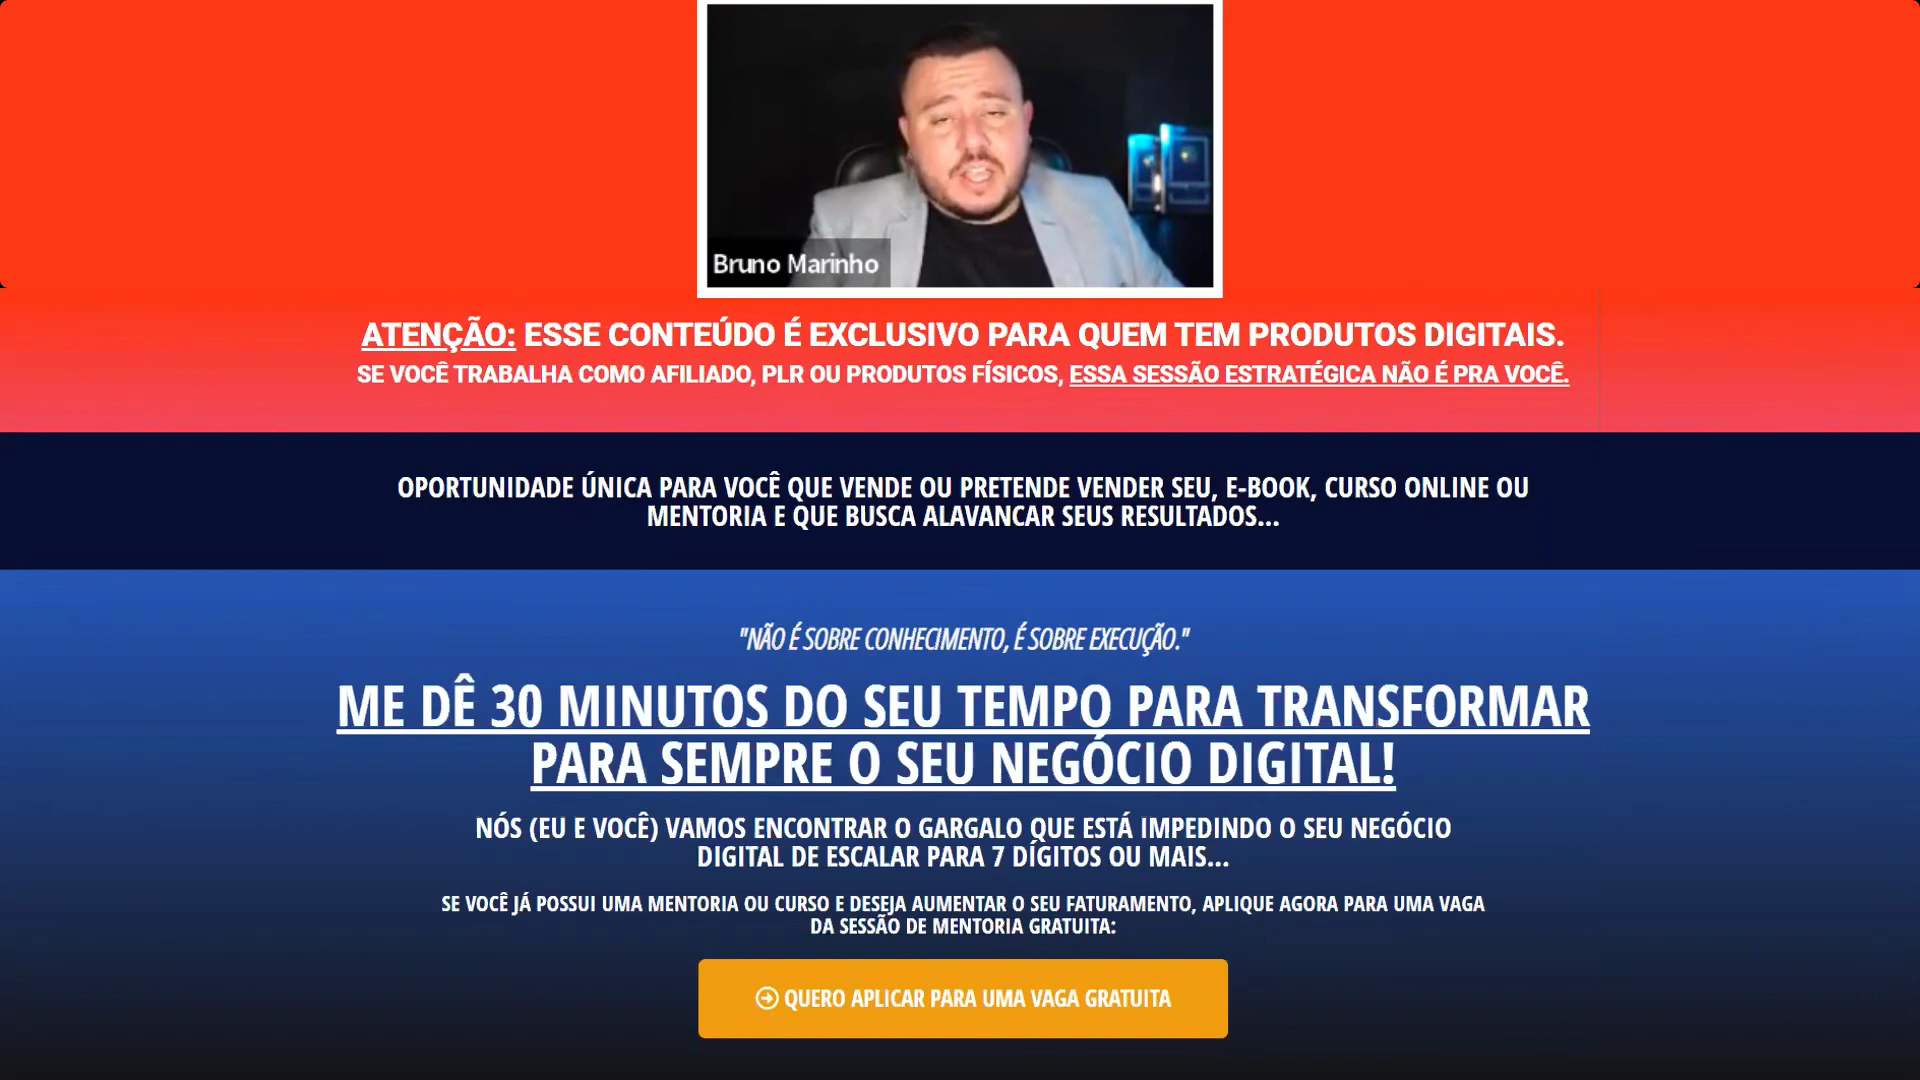 Bruno Marinho
ATENÇÃO: ESSE CONTEÚDO É EXCLUSIVO PARA QUEM TEM PRODUTOS DIGITAIS.
SE VOCÊ TRABALHA COMO AFILIADO, PLR OU PRODUTOS FÍSICOS, ESSA SESSÃO ESTRATÉGICA NÃO É PRA VOCÊ.
OPORTUNIDADE ÚNICA PARA VOCÊ QUE VENDE OU PRETENDE VENDER SEU, E-BOOK, CURSO ONLINE OU
MENTORIA E QUE BUSCA ALAVANCAR SEUS RESULTADOS...
"NÃO É SOBRE CONHECIMENTO, É SOBRE EXECUÇÃO."
ME DÊ 30 MINUTOS DO SEU TEMPO PARA TRANSFORMAR
PARA SEMPRE O SEU NEGÓCIO DIGITAL!
NÓS (EU E VOCÊ) VAMOS ENCONTRAR O GARGALO QUE ESTÁ IMPEDINDO O SEU NEGÓCIO
DIGITAL DE ESCALAR PARA 7 DÍGITOS OU MAIS...
SE VOCÊ JÁ POSSUI UMA MENTORIA OU CURSO E DESEJA AUMENTAR O SEU FATURAMENTO, APLIQUE AGORA PARA UMA VAGA
DA SESSÃO DE MENTORIA GRATUITA:
QUERO APLICAR PARA UMA VAGA GRATUITA